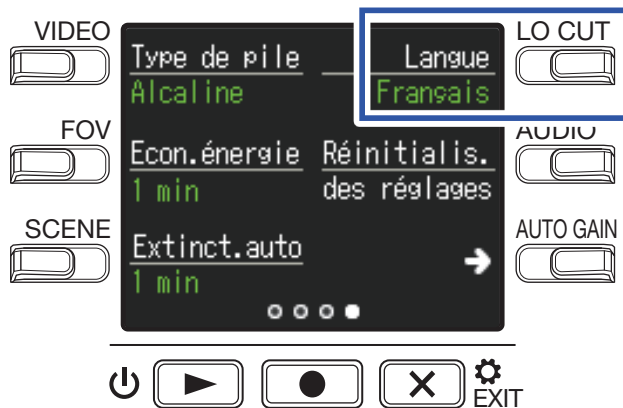 VIDEO
LO CUT
Type de pile
Langue
Alcaline
Français
FOV
AUDIO
Econ.énergie
Réinitialis.
1 min
des réglages
SCENE
AUTO GAIN
Extinct.auto
1 min
EXIT